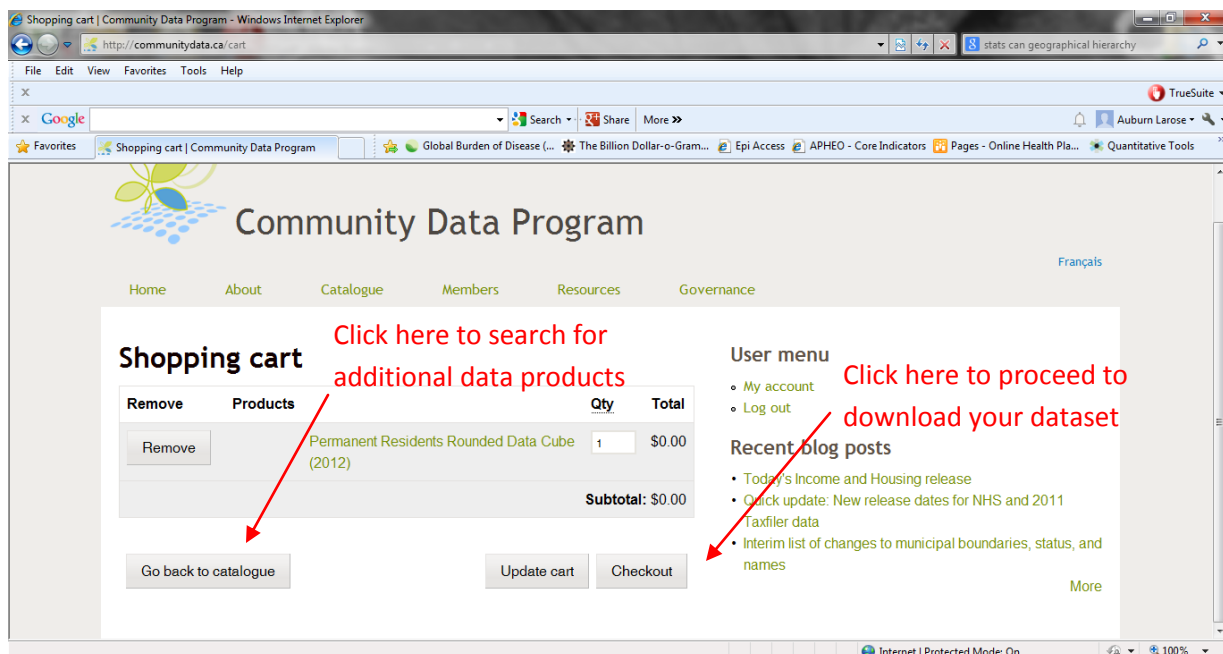 Shopping cart | Community Data Program - Windows Internet Explorer
http://communitydata.ca/cart
stats can geographical hierarchy
File Edit View Favorites Tools Help
x TrueSuite
x Google Search Share More » Auburn Larose
Favorites Shopping cart | Community Data Program Global Burden of Disease (... The Billion Dollar-o-Gram... Epi Access APHEO - Core Indicators Pages - Online Health Pla... Quantitative Tools »
Community Data Program
Français
Home About Catalogue Members Resources Governance
Click here to search for
additional data products
Shopping cart
Remove Products Qty Total
Remove Permanent Residents Rounded Data Cube 1 $0.00
(2012)
Subtotal: $0.00
Go back to catalogue Update cart Checkout
User menu
• My account
• Log out
Click here to proceed to
download your dataset
Recent blog posts
• Today's Income and Housing release
• Quick update: New release dates for NHS and 2011
Taxfiler data
• Interim list of changes to municipal boundaries, status, and
names
More
Internet | Protected Mode: On 100%